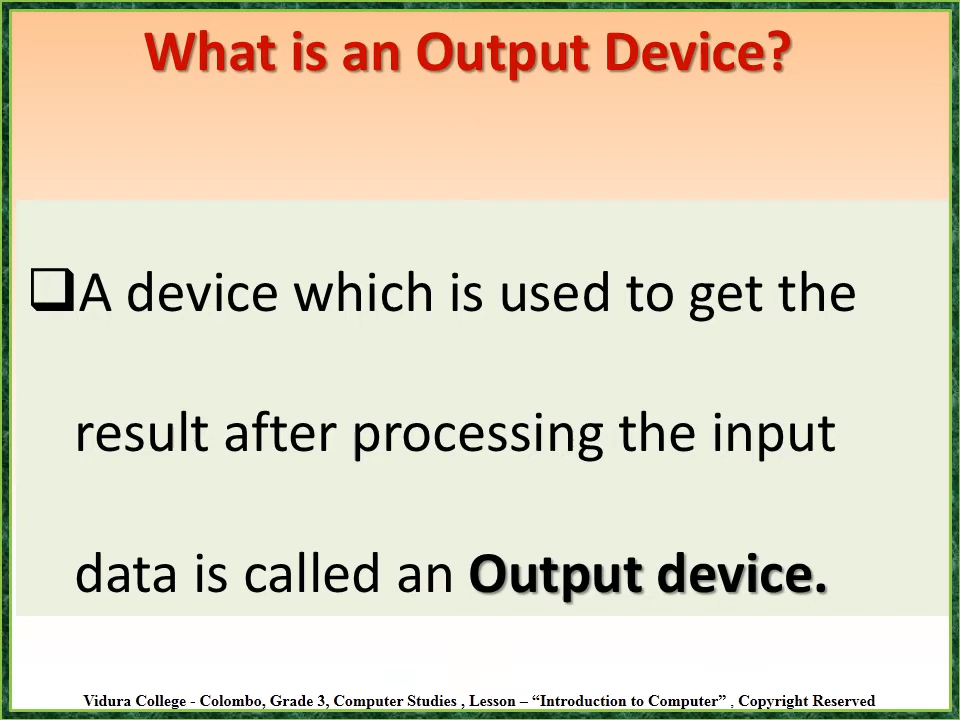 What is an Output Device?
❑A device which is used to get the
result after processing the input
data is called an Output device.
Vidura College - Colombo, Grade 3, Computer Studies , Lesson – “Introduction to Computer” , Copyright Reserved